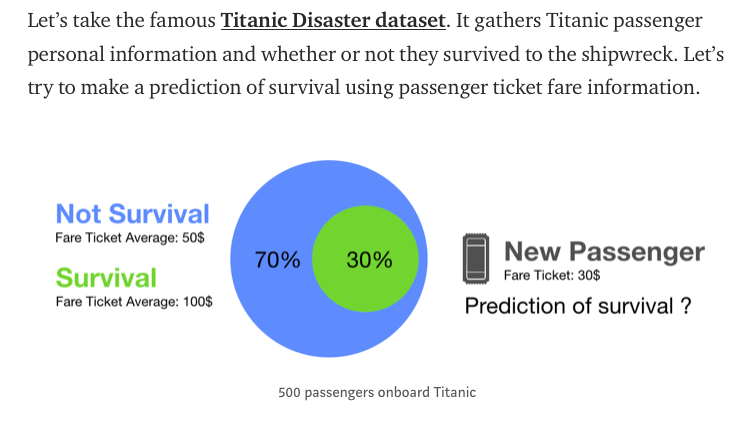 Let's take the famous Titanic Disaster dataset. It gathers Titanic passenger
personal information and whether or not they survived to the shipwreck. Let's
try to make a prediction of survival using passenger ticket fare information.
Not Survival
Fare Ticket Average: 50$
Survival
Fare Ticket Average: 100$
70%
30%
New Passenger
Fare Ticket: 30$
Prediction of survival ?
500 passengers onboard Titanic